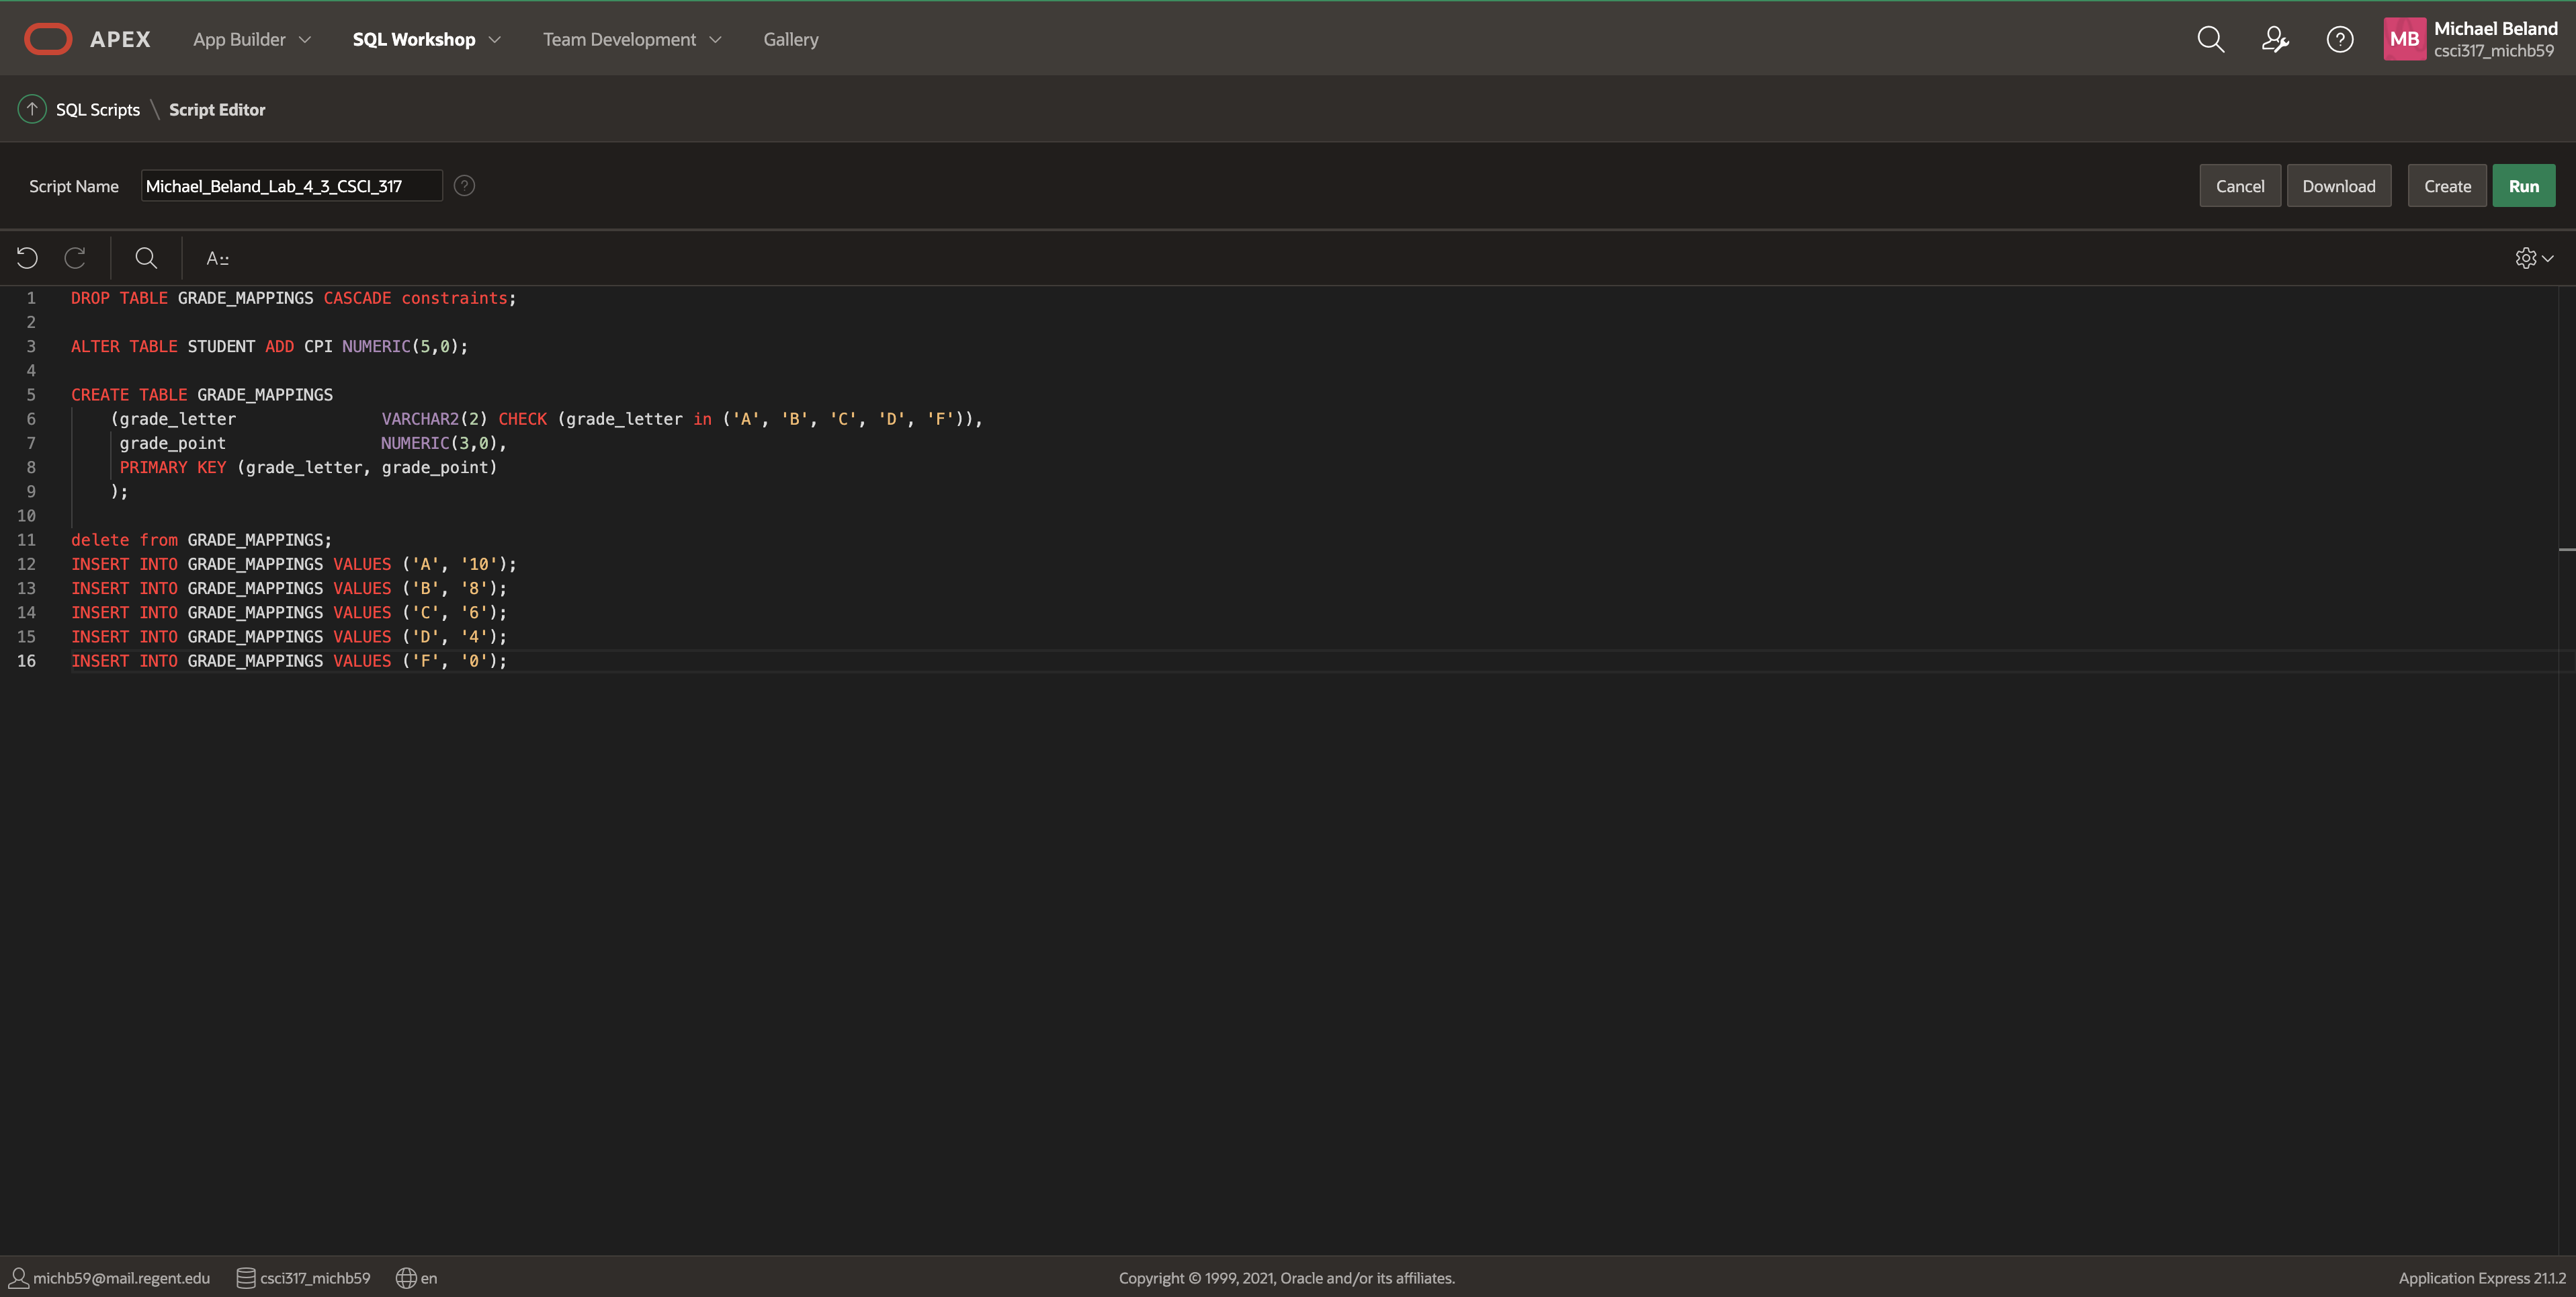 APEX App Builder SQL Workshop Team Development Gallery MB Michael Beland
csci317_michb59
SQL Scripts \ Script Editor
Script Name Michael_Beland_Lab_4_3_CSCI_317 ? Cancel Download Create Run
A::
1 DROP TABLE GRADE_MAPPINGS CASCADE constraints;
2
3 ALTER TABLE STUDENT ADD CPI NUMERIC(5,0);
4
5 CREATE TABLE GRADE_MAPPINGS
6 (grade_letter VARCHAR2(2) CHECK (grade_letter in ('A', 'B', 'C', 'D', 'F')),
7 grade_point NUMERIC(3,0),
8 PRIMARY KEY (grade_letter, grade_point)
9 );
10
11 delete from GRADE_MAPPINGS;
12 INSERT INTO GRADE_MAPPINGS VALUES ('A', '10');
13 INSERT INTO GRADE_MAPPINGS VALUES ('B', '8');
14 INSERT INTO GRADE_MAPPINGS VALUES ('C', '6');
15 INSERT INTO GRADE_MAPPINGS VALUES ('D', '4');
16 INSERT INTO GRADE_MAPPINGS VALUES ('F', '0');
michb59@mail.regent.edu csci317_michb59 en Copyright © 1999, 2021, Oracle and/or its affiliates. Application Express 21.1.2